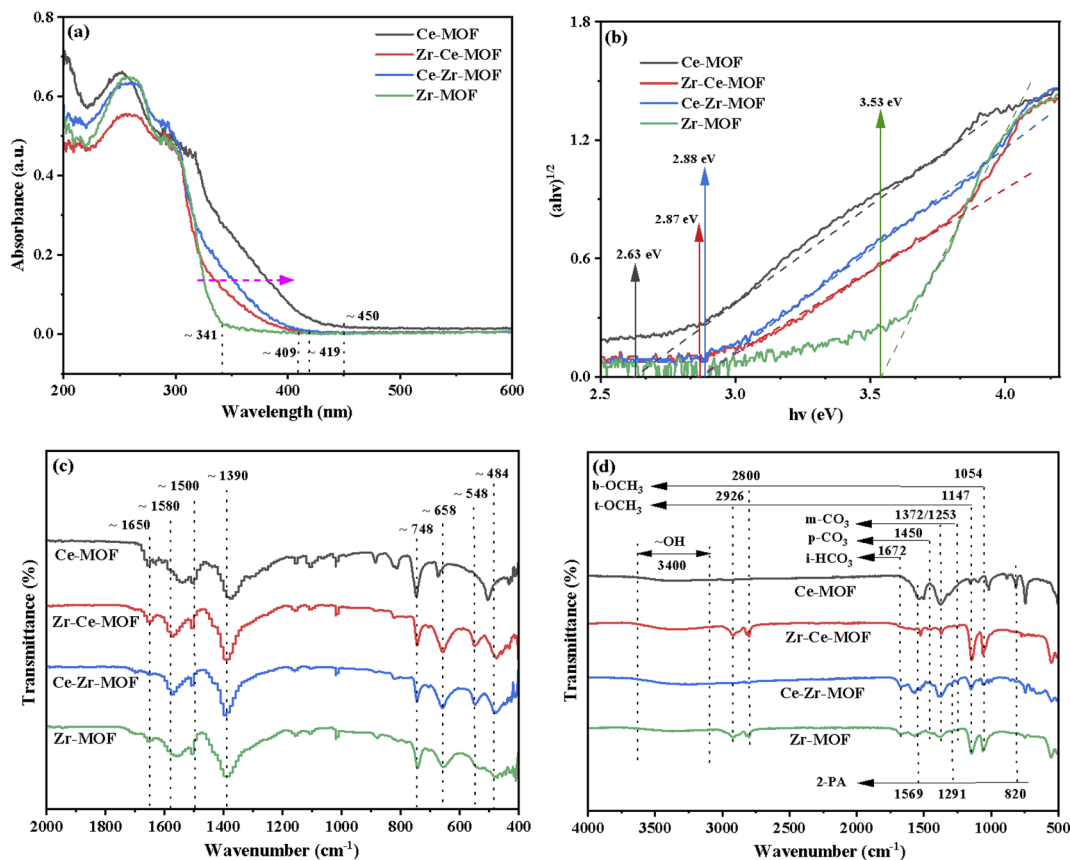 (a)
Ce-MOF
Zr-Ce-MOF
Ce-Zr-MOF
Zr-MOF
0.8
0.6
0.4
0.2
0.0
Absorbance (a.u.)
~ 341
~ 409
~ 419
~ 450
200
300
400
500
600
Wavelength (nm)
(b)
Ce-MOF
Zr-Ce-MOF
Ce-Zr-MOF
Zr-MOF
3.53 eV
2.88 eV
2.87 eV
2.63 eV
1.8
1.2
0.6
0.0
(ahv)1/2
2.5
3.0
3.5
4.0
hv (eV)
(c)
~ 1650
~ 1580
~ 1500
~ 1390
~ 748
~ 658
~ 548
~ 484
Ce-MOF
Zr-Ce-MOF
Ce-Zr-MOF
Zr-MOF
Transmittance (%)
2000
1800
1600
1400
1200
1000
800
600
400
Wavenumber (cm-1)
(d)
2800
1054
b-OCH3
2926
1147
t-OCH3
1372/1253
m-CO3
1450
p-CO3
1672
i-HCO3
~OH
3400
Ce-MOF
Zr-Ce-MOF
Ce-Zr-MOF
Zr-MOF
2-PA
1569
1291
820
Transmittance (%)
4000
3500
3000
2500
2000
1500
1000
500
Wavenumber (cm-1)